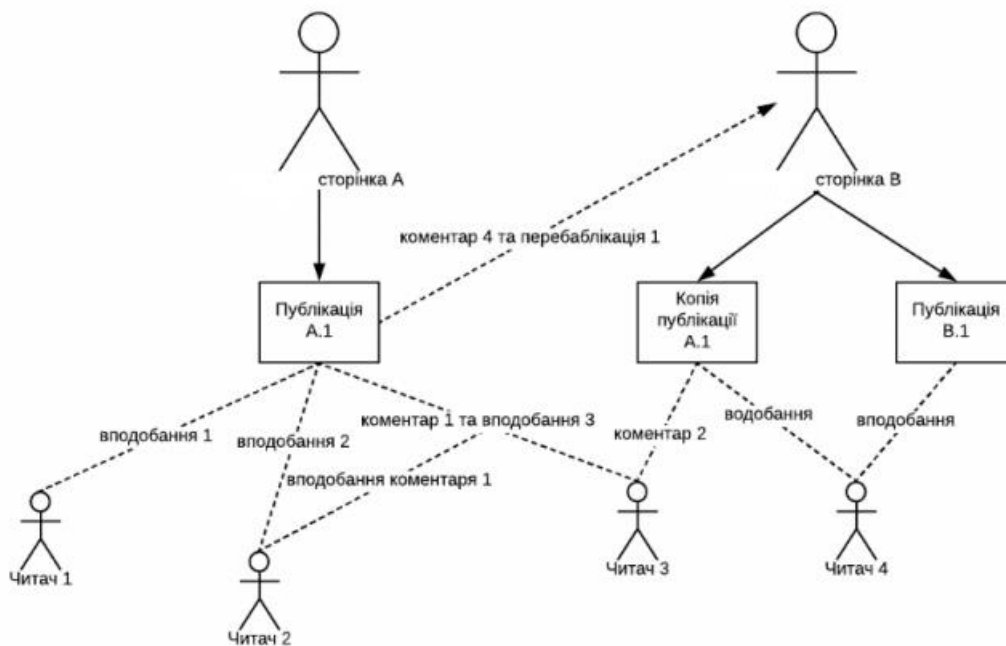 сторінка А
сторінка В
коментар 4 та перебаблікація 1
Публікація
А.1
Копія
публікації
А.1
Публікація
В.1
вподобання 1
вподобання 2
коментар 1 та вподобання 3
коментар 2
водобання
вподобання
вподобання коментаря 1
Читач 1
Читач 2
Читач 3
Читач 4